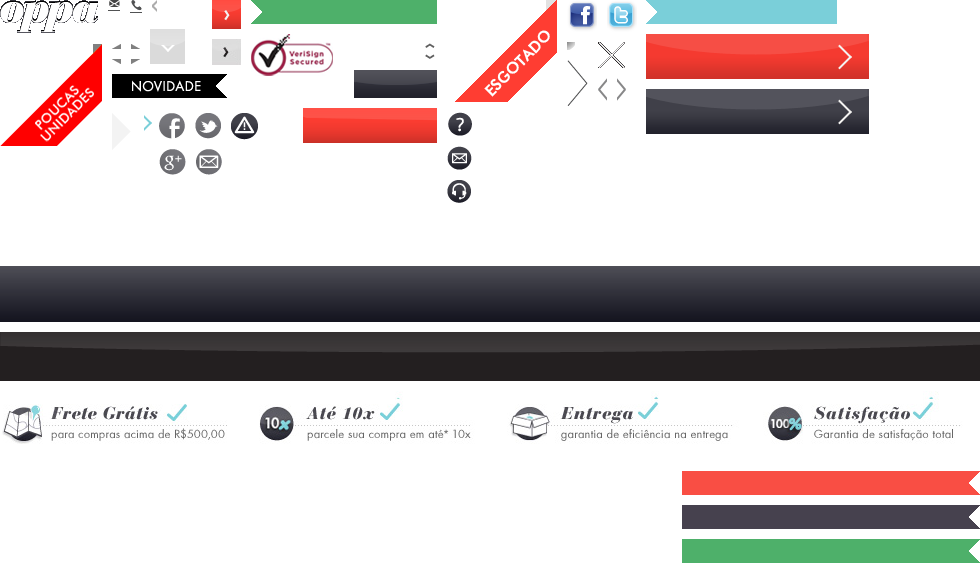 oppa
VeriSign
Secured
ESGOTADO
POUCAS
UNIDADES
NOVIDADE
g+
?
Frete Grátis
para compras acima de R$500,00
10x
Até 10x
parcele sua compra em até* 10x
Entrega
garantia de eficiência na entrega
100%
Satisfação
Garantia de satisfação total